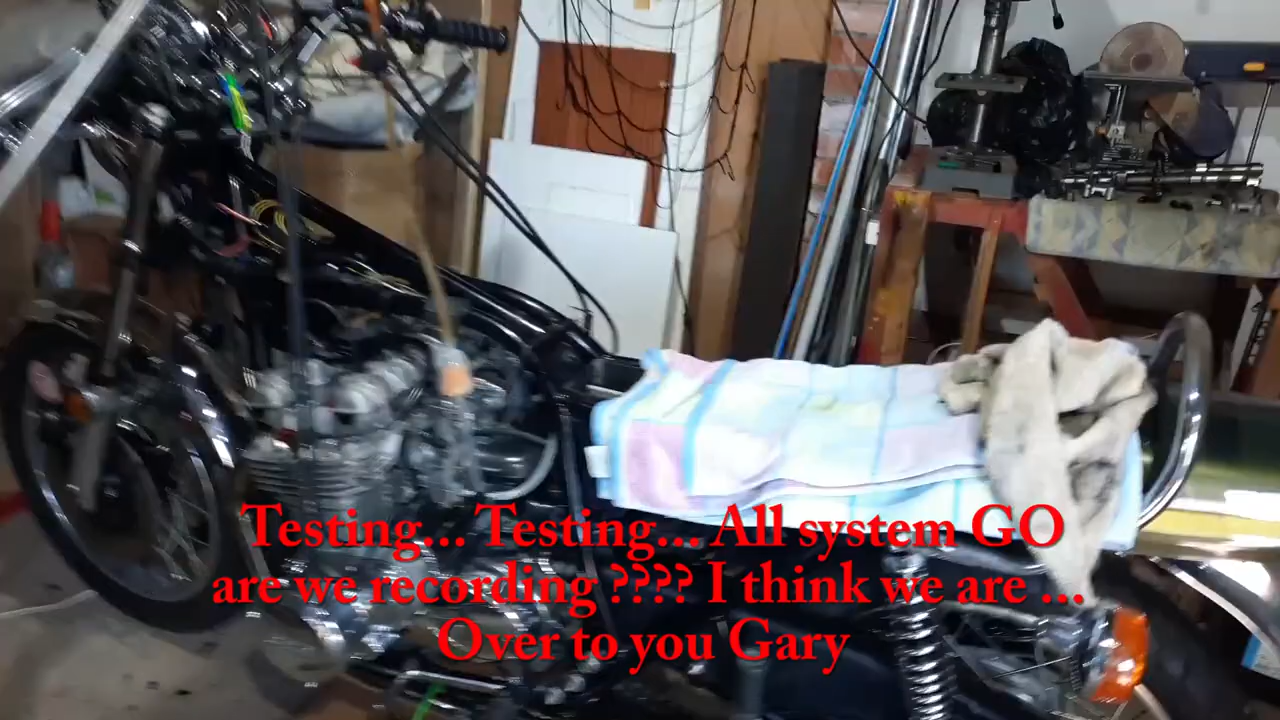 Testing... Testing... All system GO
are we recording ???? I think we are ...
Over to you Gary